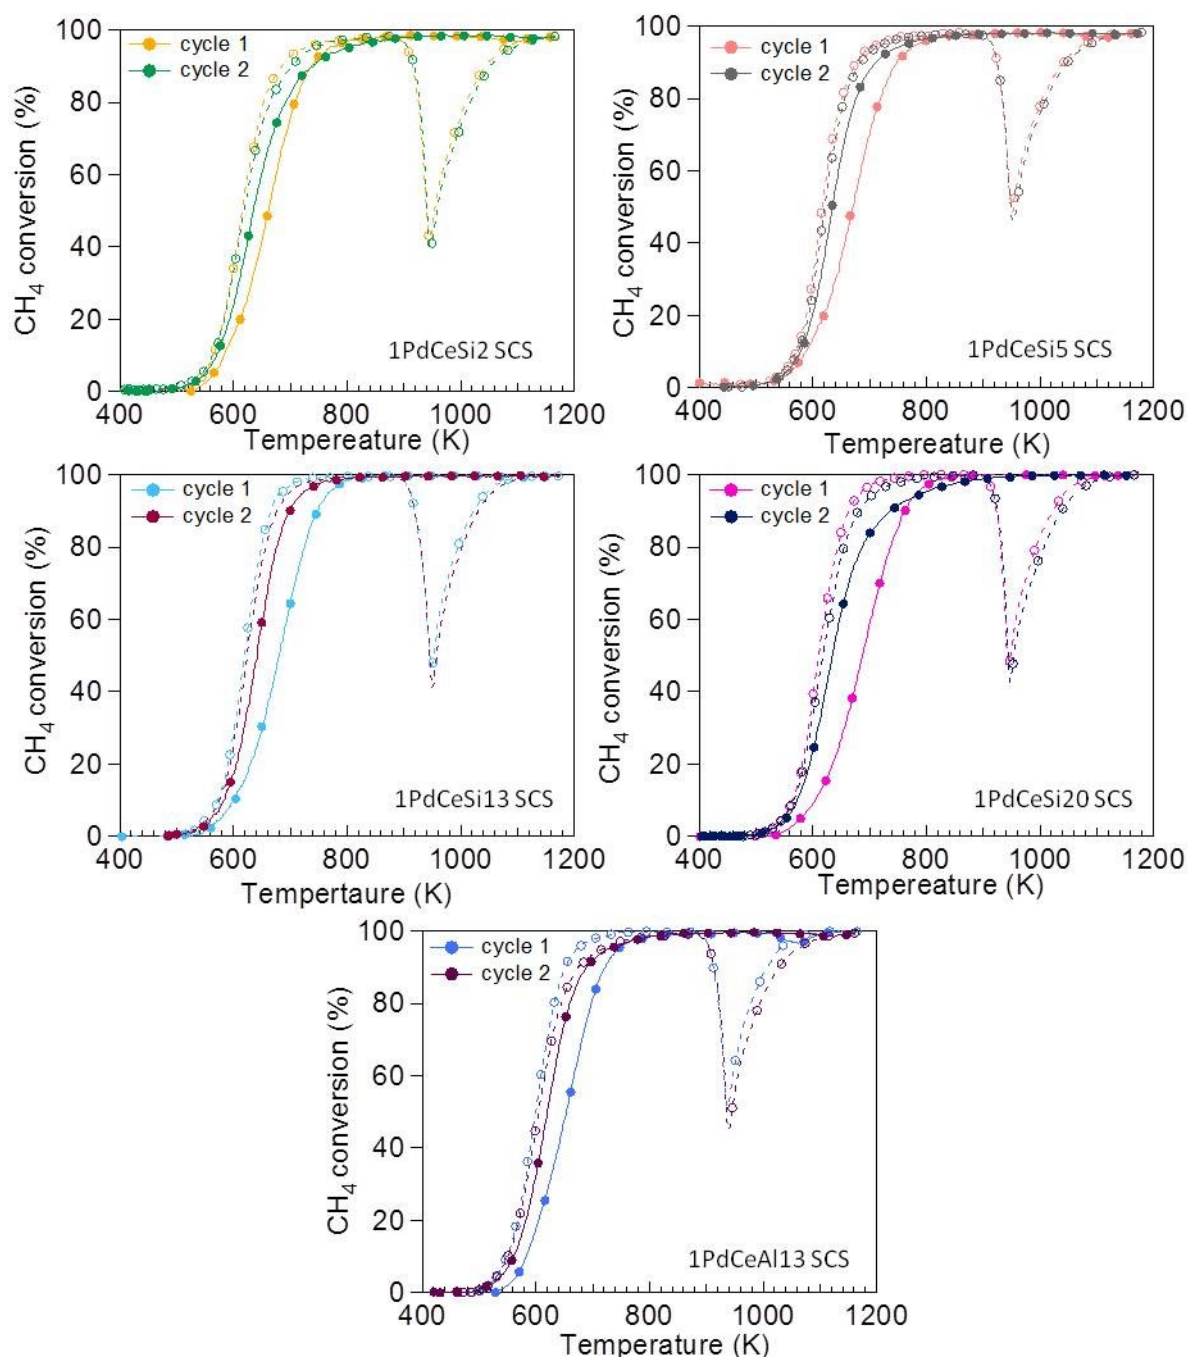 100
80
60
40
20
0
CH4 conversion (%)
cycle 1
cycle 2
1PdCeSi2 SCS
400 600 800 1000 1200
Tempereature (K)
100
80
60
40
20
0
CH4 conversion (%)
cycle 1
cycle 2
1PdCeSi5 SCS
400 600 800 1000 1200
Tempereature (K)
100
80
60
40
20
0
CH4 conversion (%)
cycle 1
cycle 2
1PdCeSi13 SCS
400 600 800 1000 1200
Tempertaure (K)
100
80
60
40
20
0
CH4 conversion (%)
cycle 1
cycle 2
1PdCeSi20 SCS
400 600 800 1000 1200
Tempereature (K)
100
80
60
40
20
0
CH4 conversion (%)
cycle 1
cycle 2
1PdCeAl13 SCS
400 600 800 1000 1200
Temperature (K)